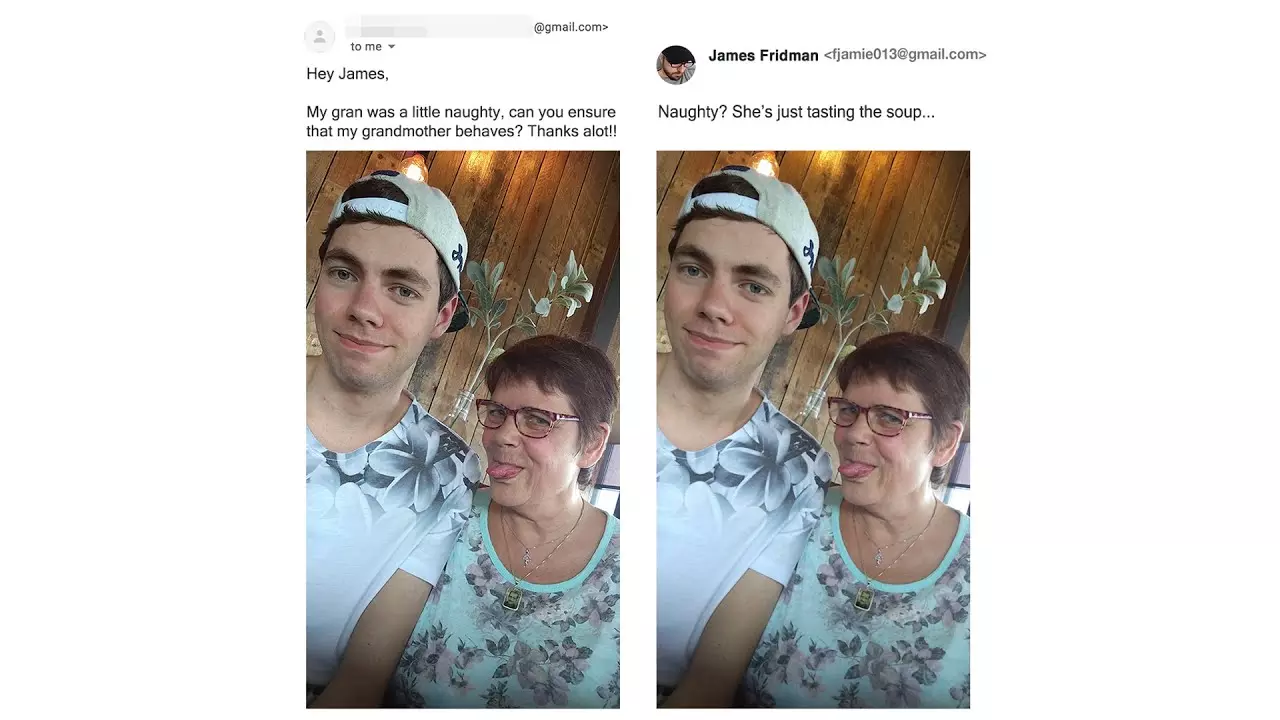 @gmail.com>
to me
Hey James,
My gran was a little naughty, can you ensure
that my grandmother behaves? Thanks alot!!
James Fridman <fjamie013@gmail.com>
Naughty? She's just tasting the soup...